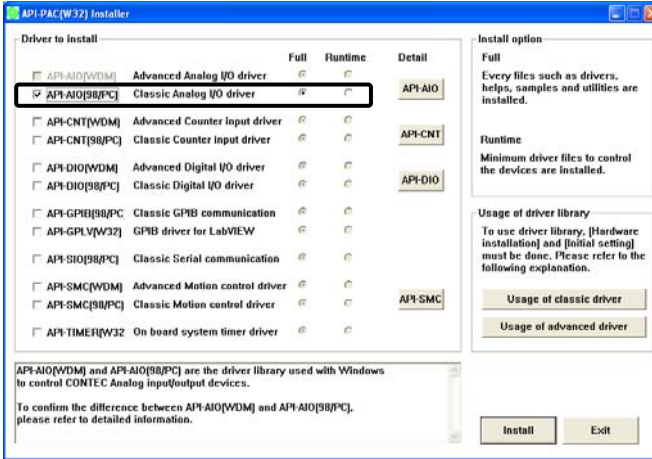 API-PAC(W32) Installer
Driver to install
Full Runtime Detail
API-AIO(WDM) Advanced Analog I/O driver
API-AIO(98/PC) Classic Analog I/O driver
API-AIO
API-CNT(WDM) Advanced Counter input driver
API-CNT(98/PC) Classic Counter input driver
API-CNT
API-DIO(WDM) Advanced Digital I/O driver
API-DIO(98/PC) Classic Digital I/O driver
API-DIO
API-GPIB(98/PC Classic GPIB communication
API-GPLV(W32) GPIB driver for LabVIEW
API-SIO(98/PC) Classic Serial communication
API-SMC(WDM) Advanced Motion control driver
API-SMC(98/PC) Classic Motion control driver
API-SMC
API-TIMER(W32 On board system timer driver
Install option
Full
Every files such as drivers,
helps, samples and utilities are
installed.
Runtime
Minimum driver files to control
the devices are installed.
Usage of driver library
To use driver library, [Hardware
installation] and [Initial setting]
must be done. Please refer to the
following explanation.
Usage of classic driver
Usage of advanced driver
API-AIO(WDM) and API-AIO(98/PC) are the driver library used with Windows
to control CONTEC Analog input/output devices.
To confirm the difference between API-AIO(WDM) and API-AIO(98/PC),
please refer to detailed information.
Install Exit